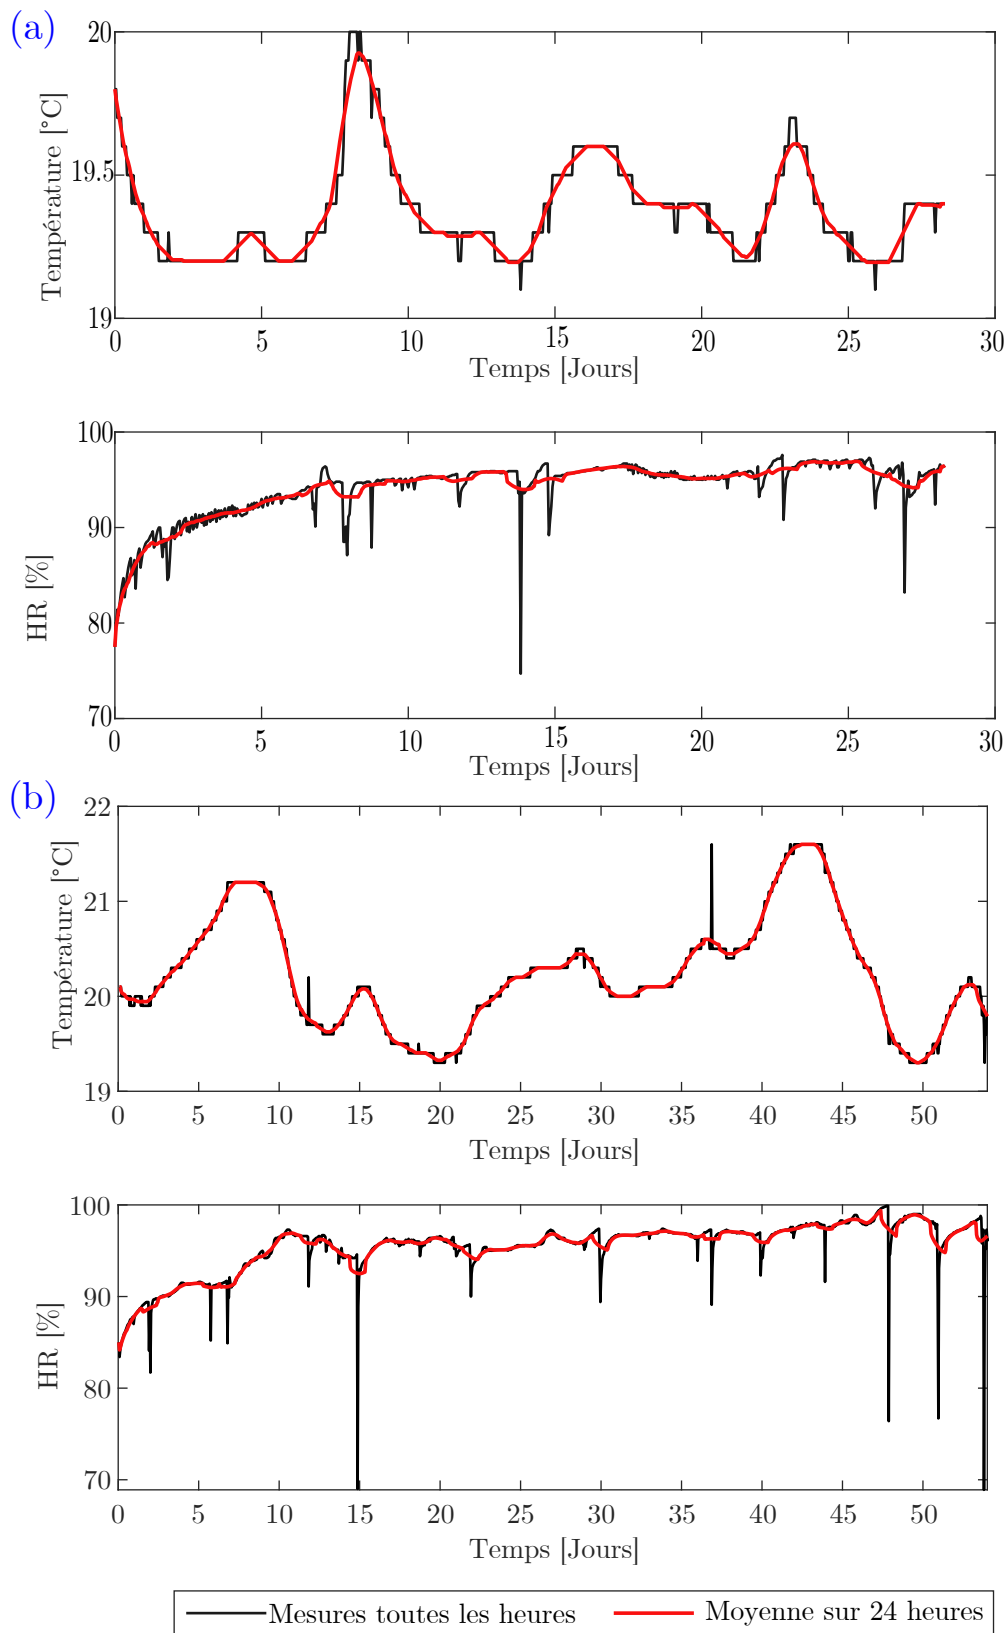 (a)
Température [°C]
20
19.5
19
0 5 10 15 20 25 30
Temps [Jours]
HR [%]
100
90
80
70
0 5 10 15 20 25 30
Temps [Jours]
(b)
Température [°C]
22
21
20
19
0 5 10 15 20 25 30 35 40 45 50
Temps [Jours]
HR [%]
100
90
80
70
0 5 10 15 20 25 30 35 40 45 50
Temps [Jours]
Mesures toutes les heures Moyenne sur 24 heures